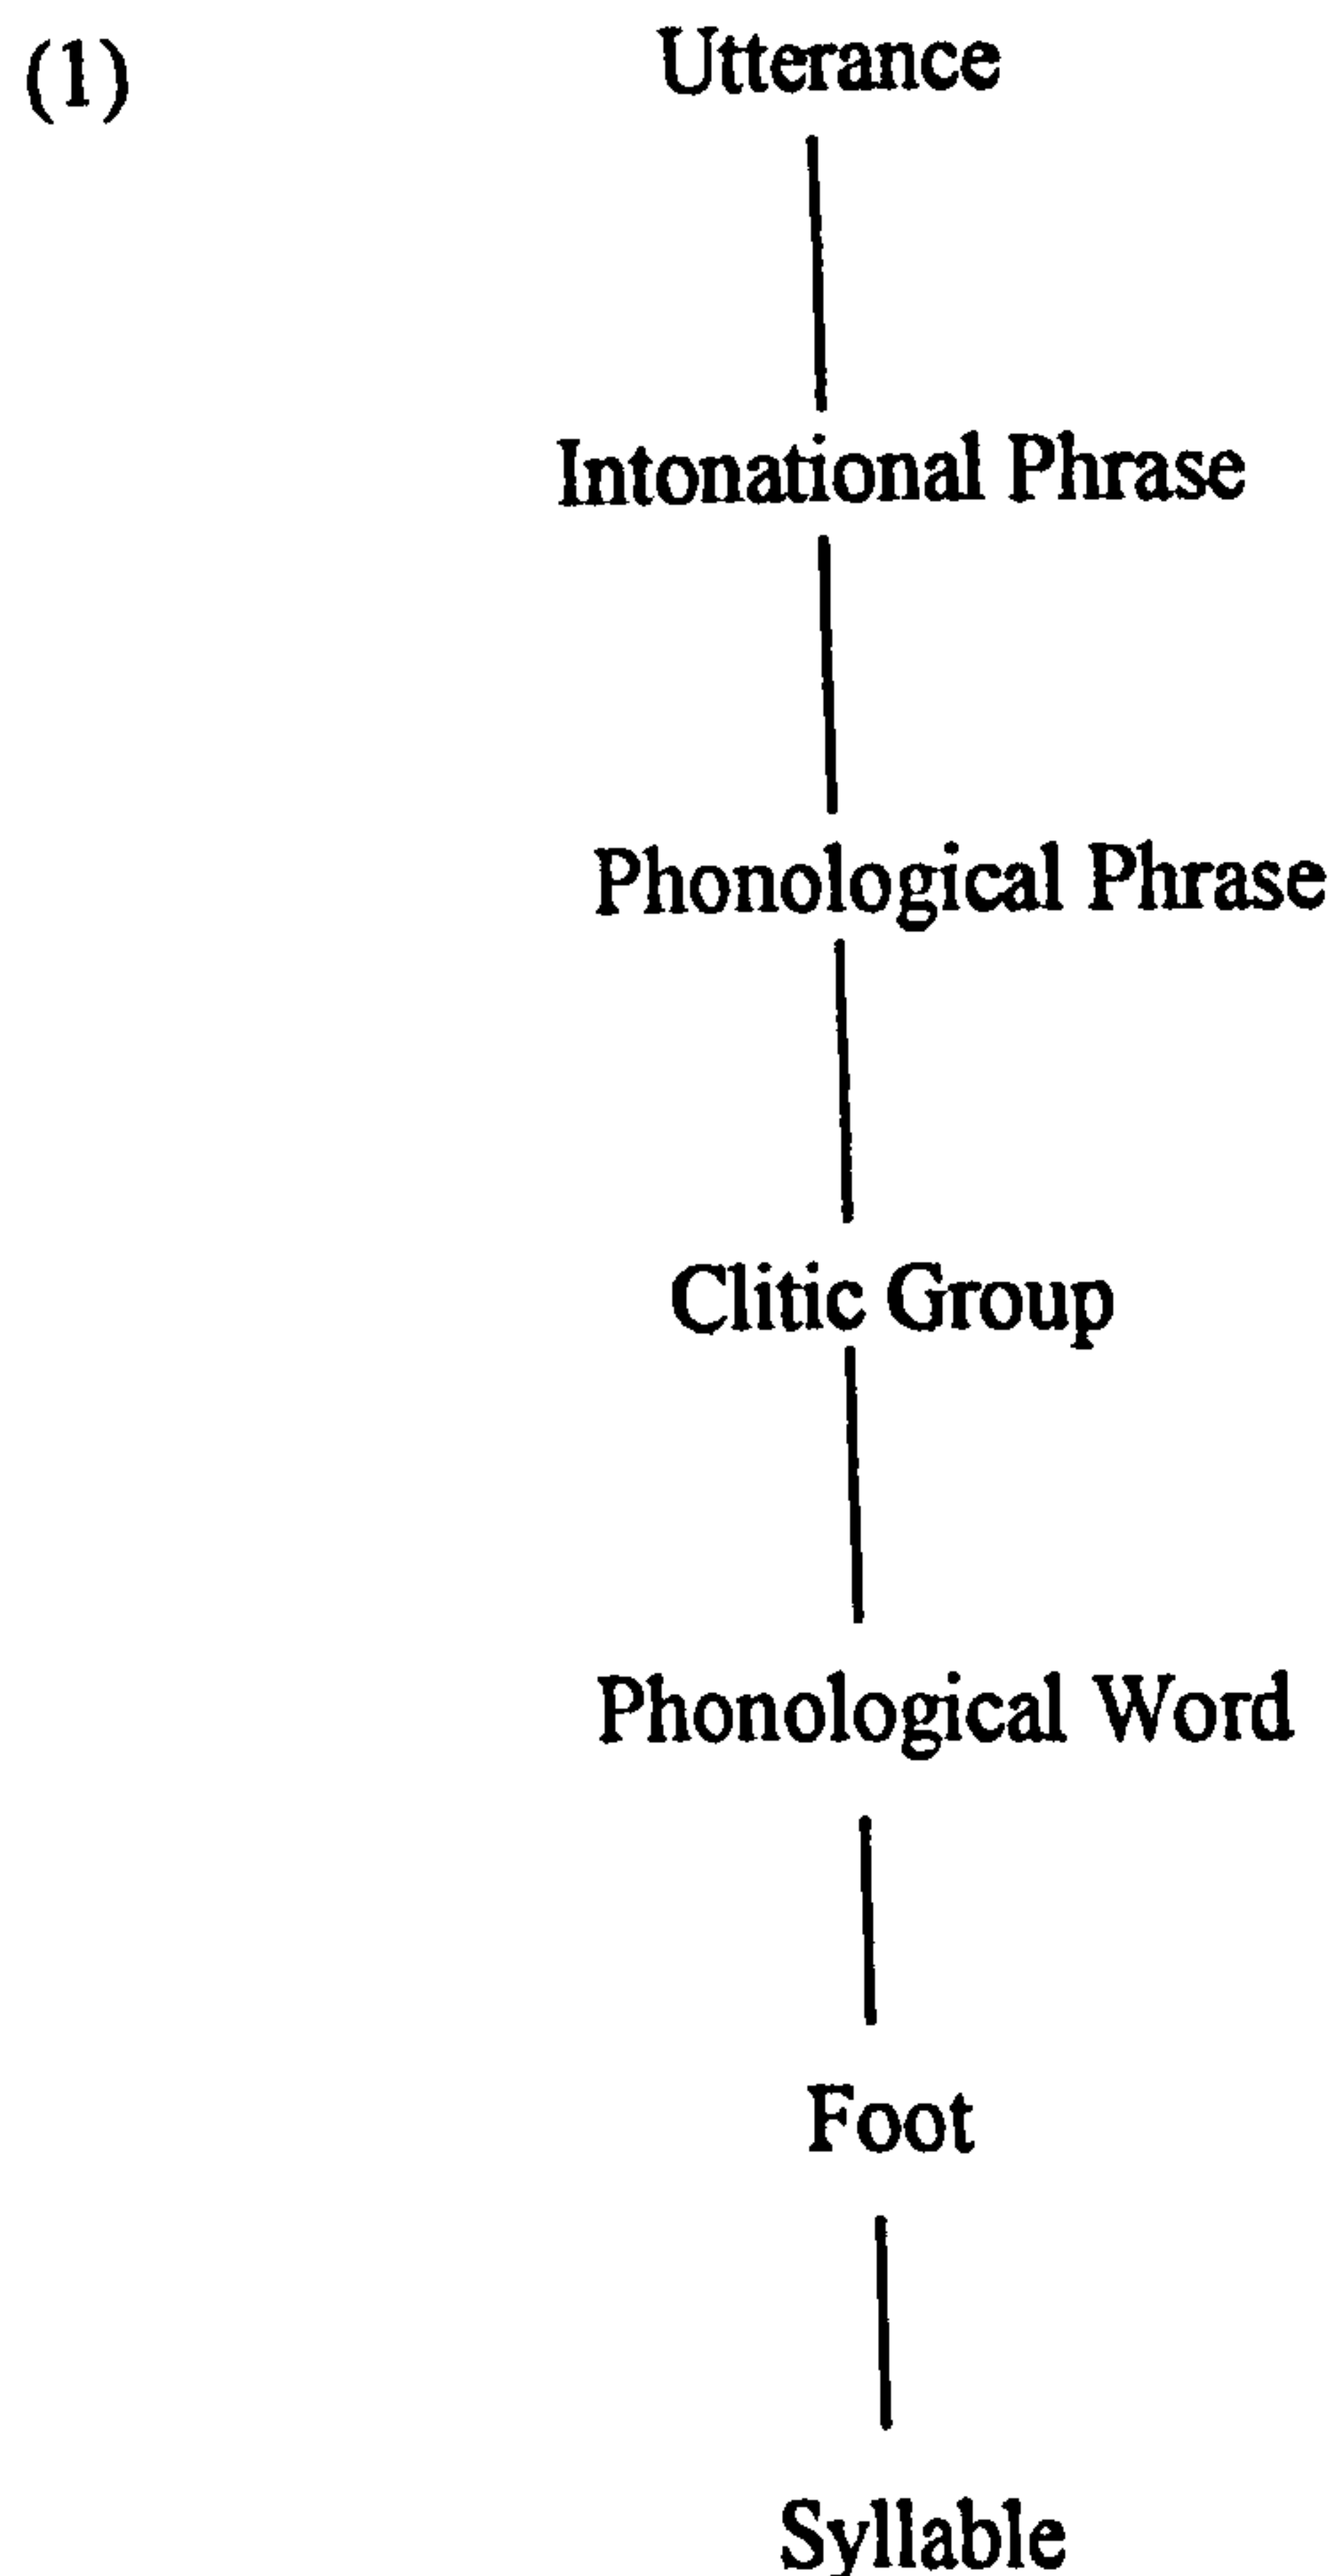 (1) Utterance
Intonational Phrase
Phonological Phrase
Clitic Group
Phonological Word
Foot
Syllable